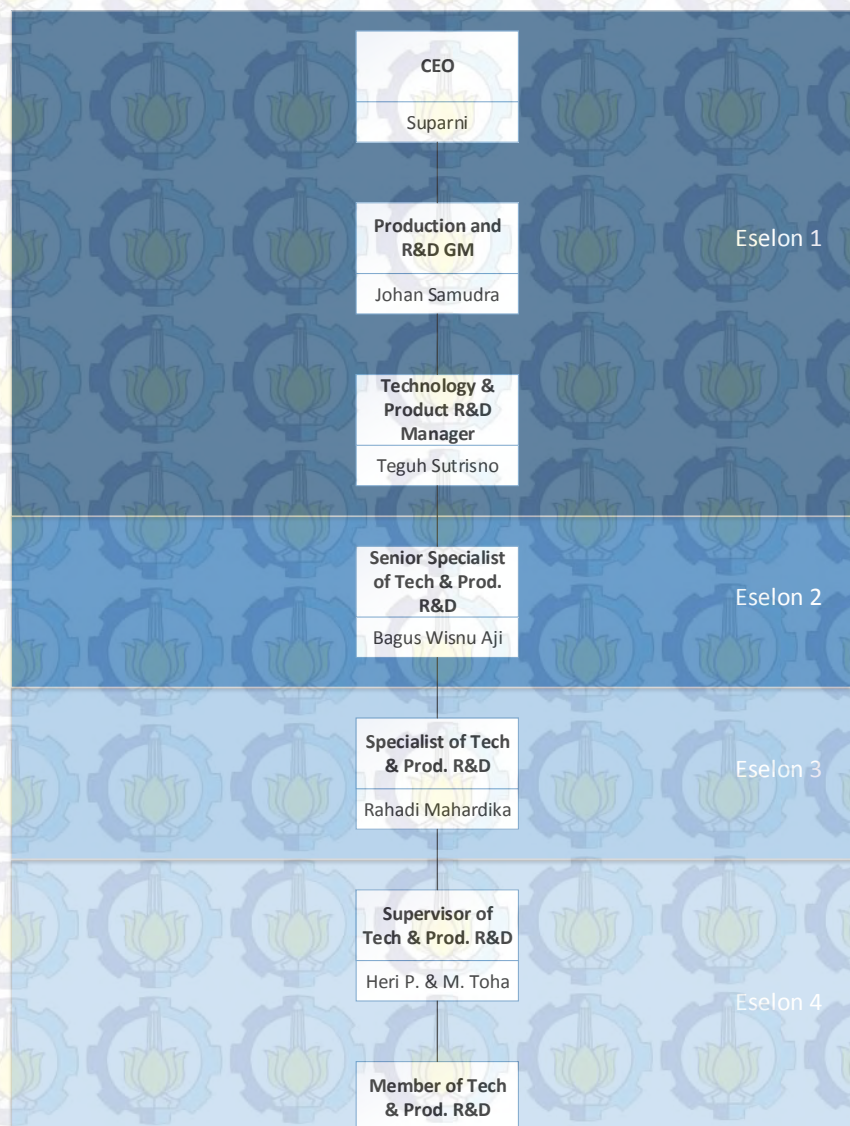 CEO
Suparni
Production and
R&D GM
Eselon 1
Johan Samudra
Technology &
Product R&D
Manager
Teguh Sutrisno
Senior Specialist
of Tech & Prod.
R&D
Eselon 2
Bagus Wisnu Aji
Specialist of Tech
& Prod. R&D
Eselon 3
Rahadi Mahardika
Supervisor of
Tech & Prod. R&D
Heri P. & M. Toha
Eselon 4
Member of Tech
& Prod. R&D